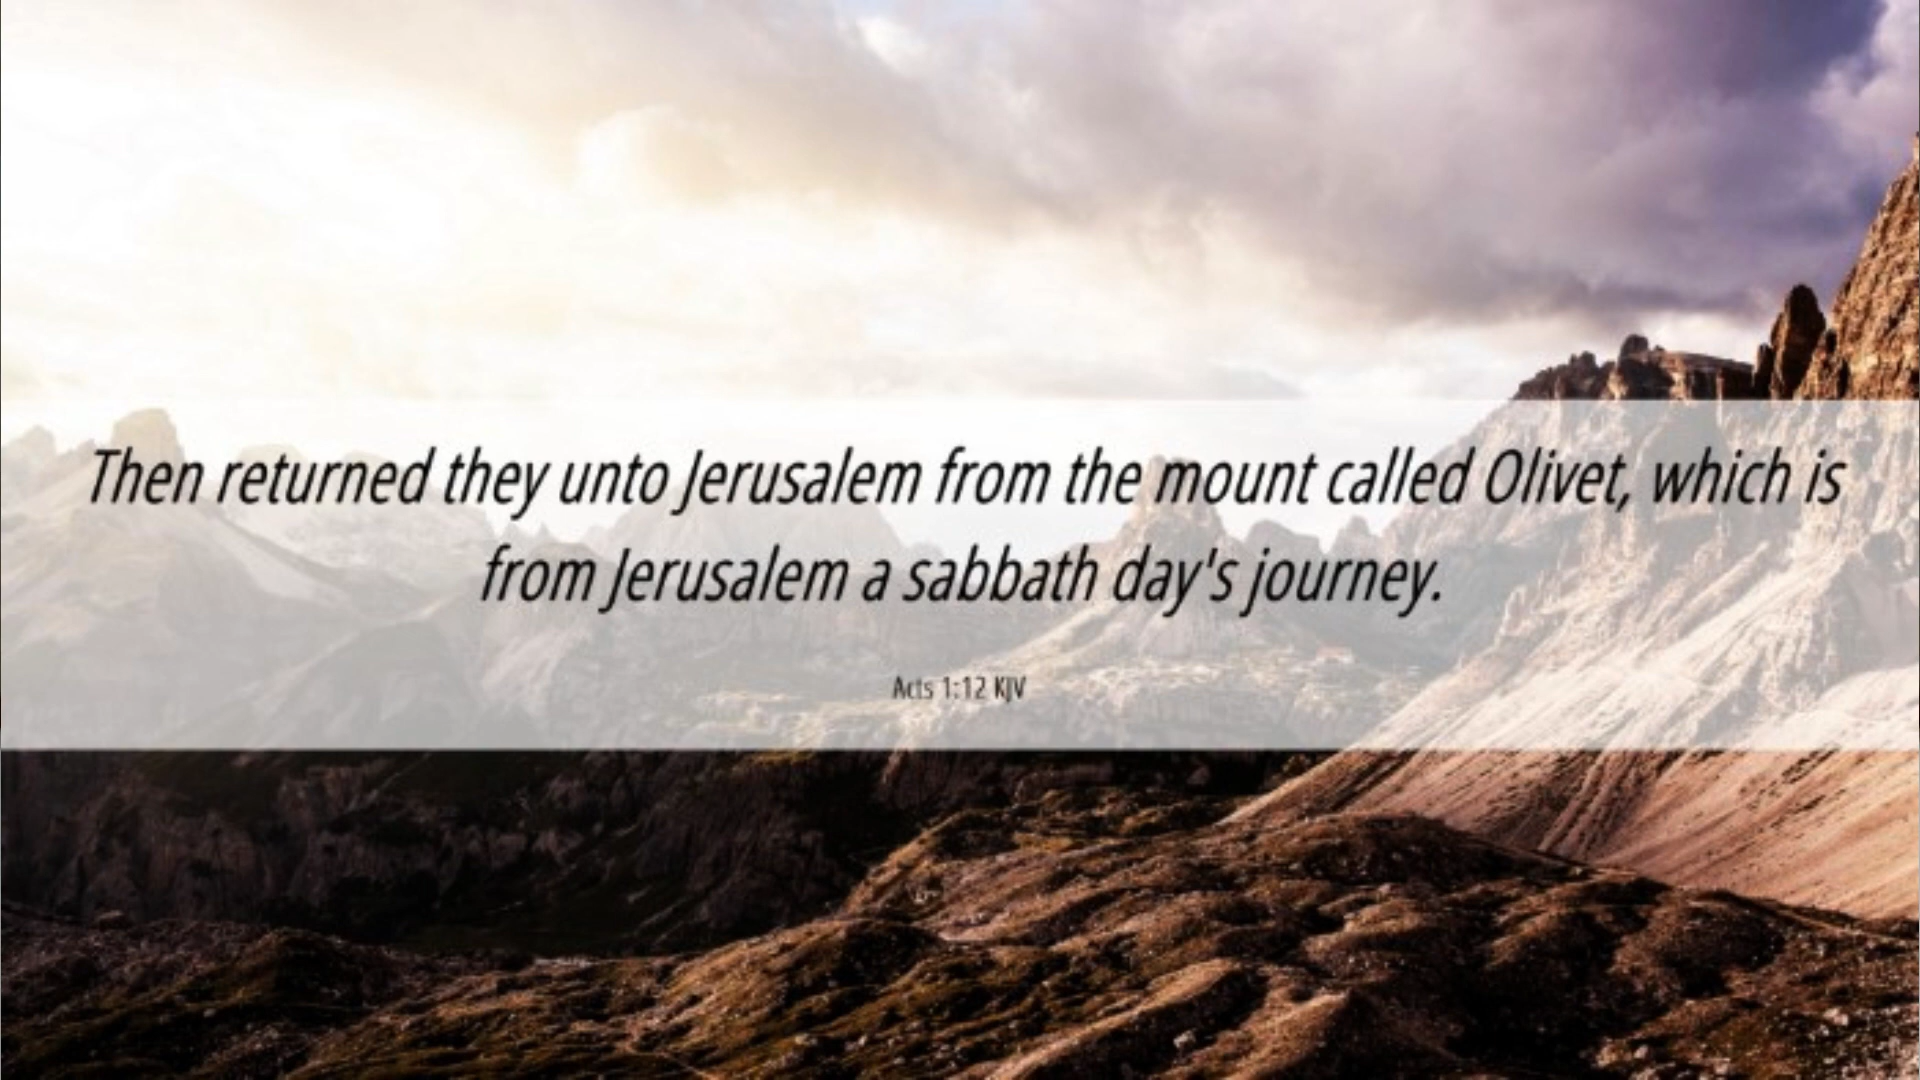 Then returned they unto Jerusalem from the mount called Olivet, which is
from Jerusalem a sabbath day's journey.
Acts 1:12 KJV